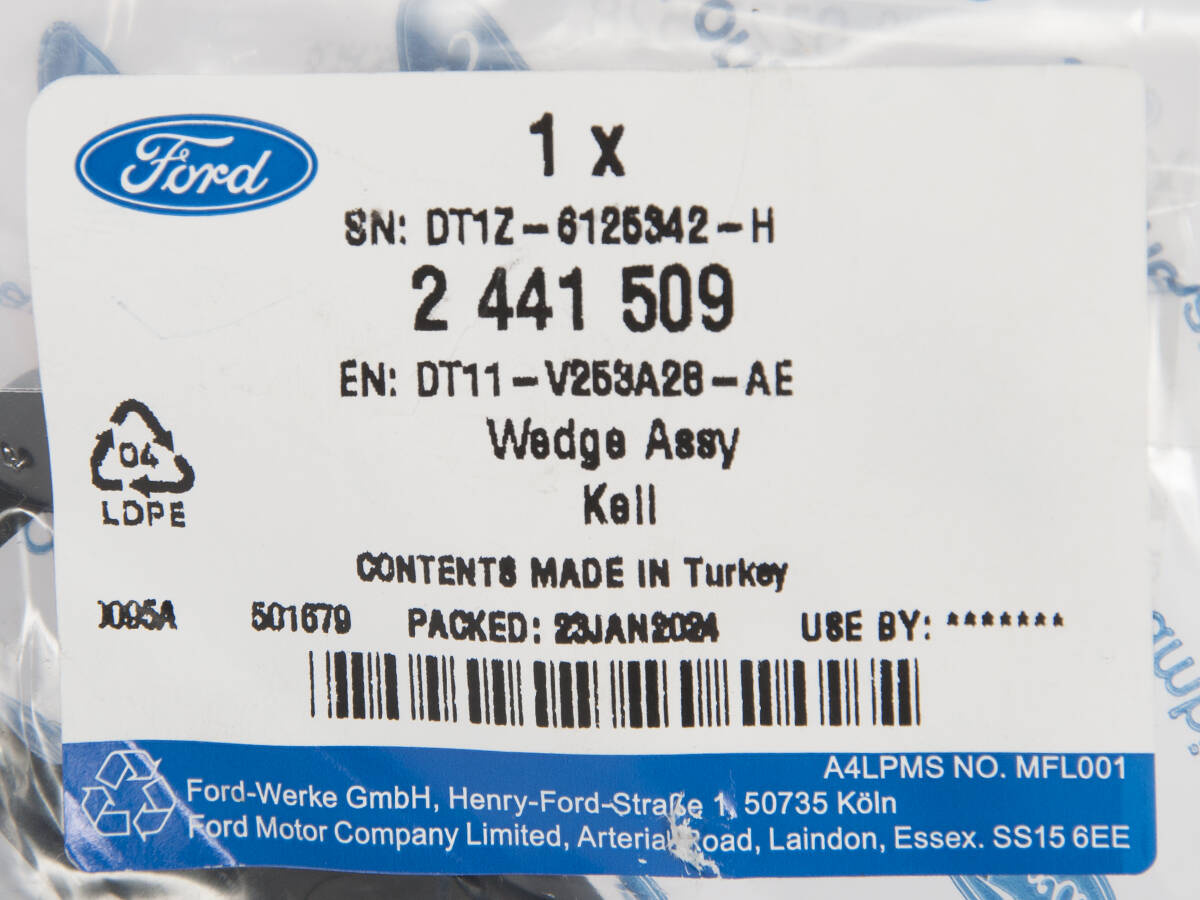 Ford
1 x
SN: DT1Z-6125342-H
2 441 509
EN: DT11-V253A26-AE
Wedge Assy
Keil
CONTENTS MADE IN Turkey
04
LDPE
0095A 501679 PACKED: 23JAN2024 USE BY: *******
A4LPMS NO. MFL001
Ford-Werke GmbH, Henry-Ford-Straße 1, 50735 Köln
Ford Motor Company Limited, Arterial Road, Laindon, Essex. SS15 6EE